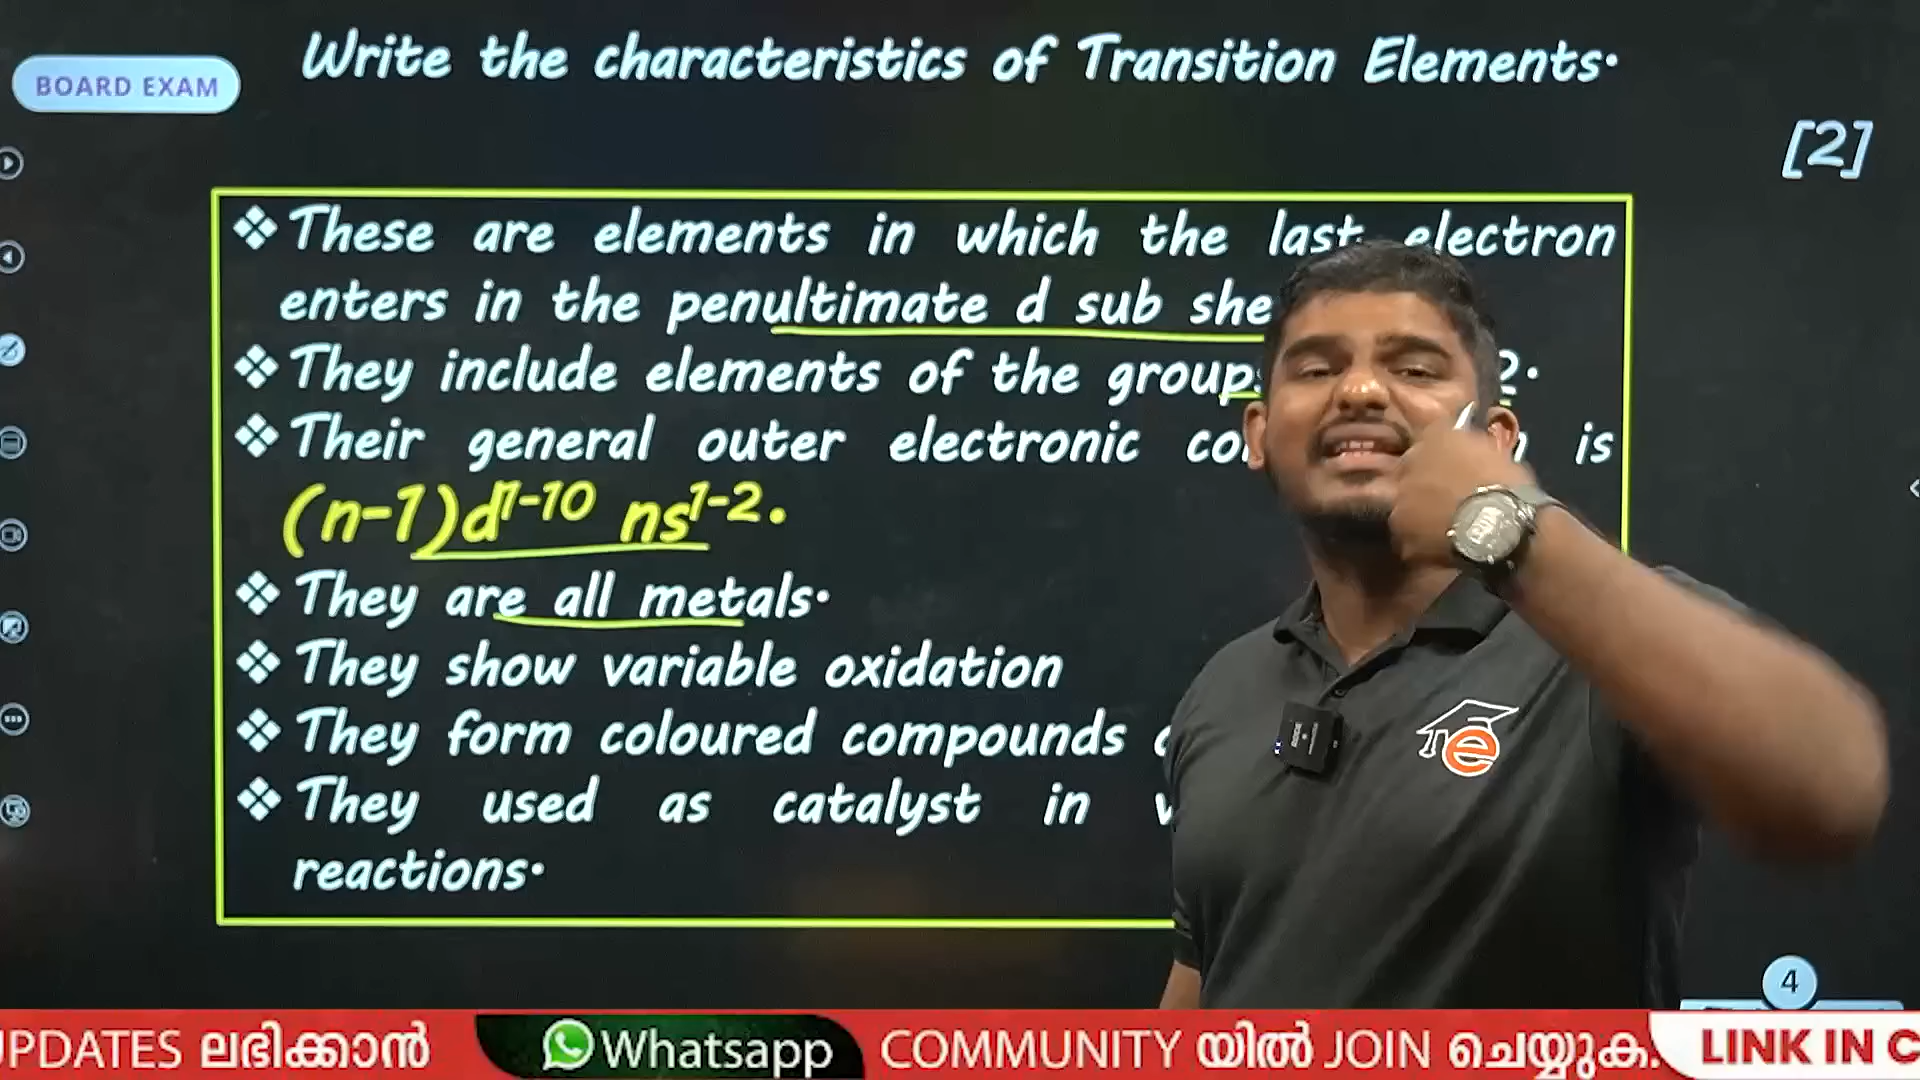 Write the characteristics of Transition Elements.
BOARD EXAM
[2]
❖ These are elements in which the last electron
enters in the penultimate d sub she
❖ They include elements of the groups 2.
❖ Their general outer electronic co n is
(n-1)d1-10 ns1-2.
❖ They are all metals.
❖ They show variable oxidation
❖ They form coloured compounds
❖ They used as catalyst in v
reactions.
e
4
UPDATES ലഭിക്കാൻ Whatsapp COMMUNITY യിൽ JOIN ചെയ്യുക. LINK IN C